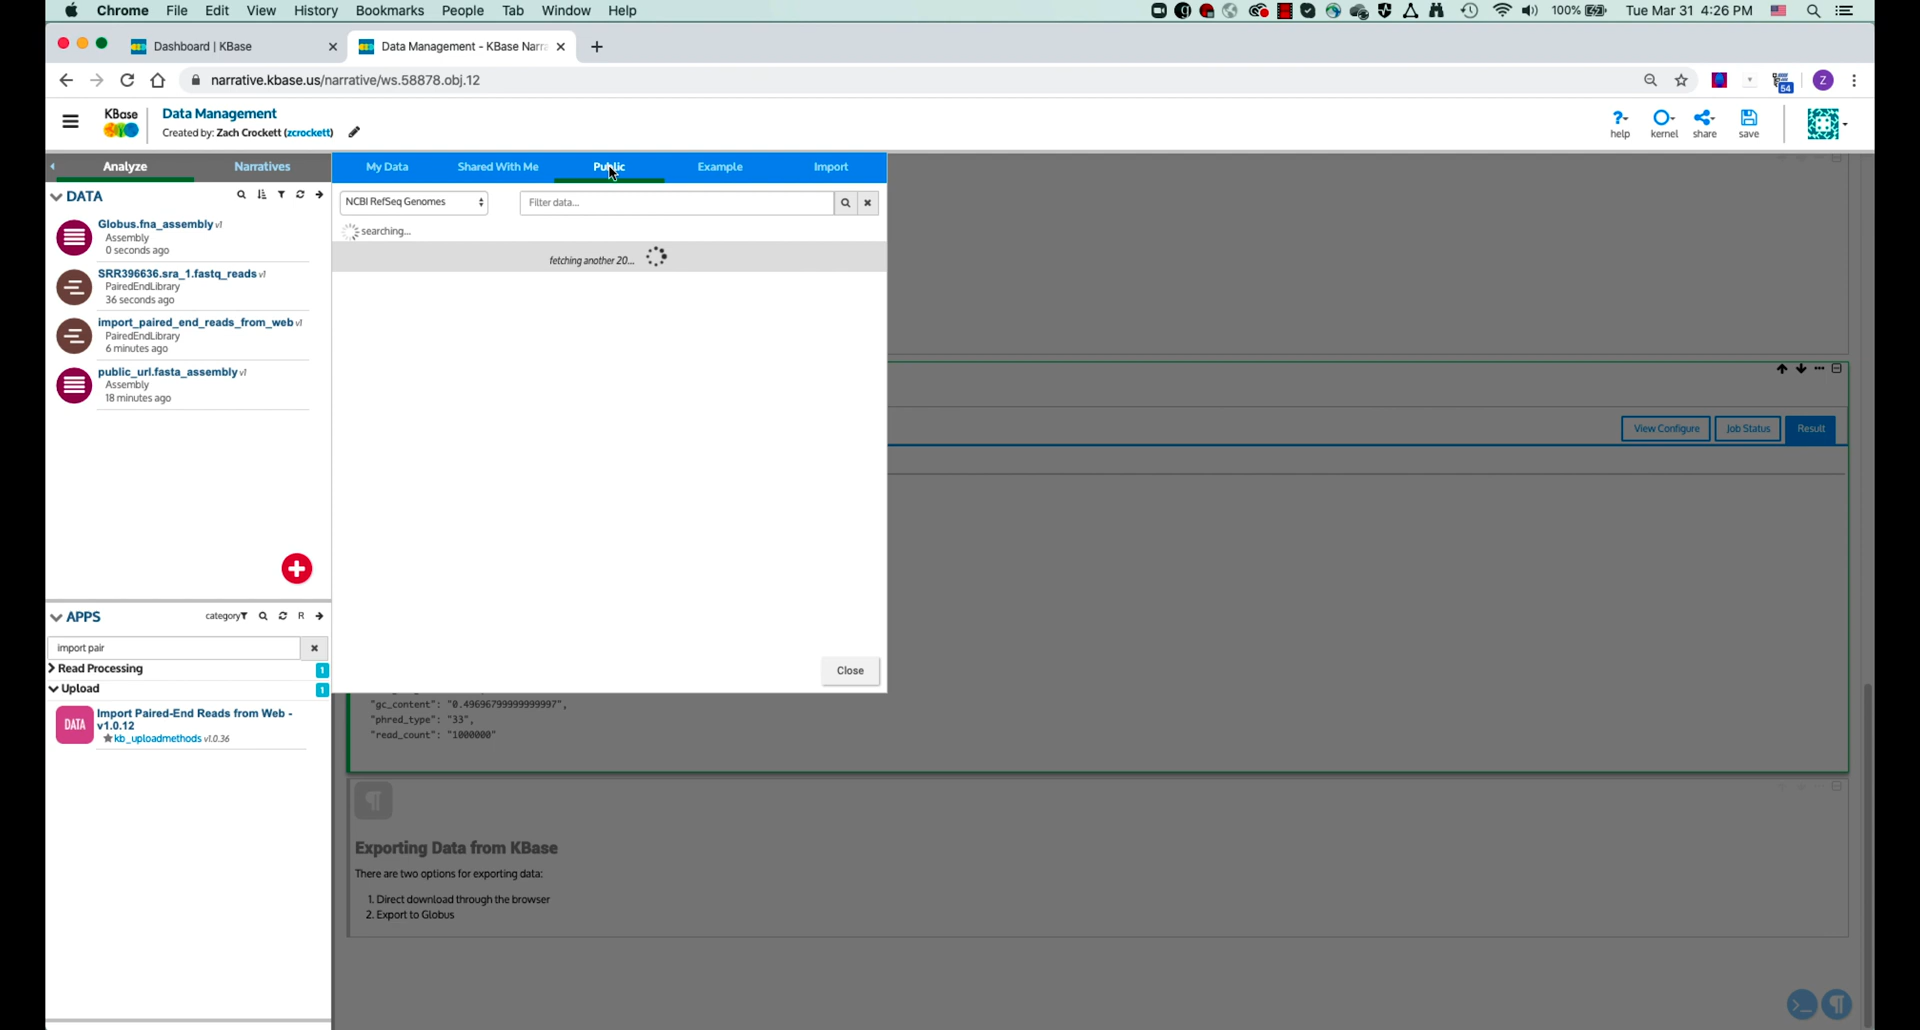 Chrome File Edit View History Bookmarks People Tab Window Help
100% Tue Mar 31 4:26 PM
Dashboard | KBase
Data Management - KBase Narra
narrative.kbase.us/narrative/ws.58878.obj.12
54
Z
KBase
Data Management
Created by: Zach Crockett (zcrockett)
help kernel share save
Analyze Narratives
My Data Shared With Me Public Example Import
DATA
NCBI RefSeq Genomes
Filter data...
searching...
fetching another 20...
Globus.fna_assembly v1
Assembly
0 seconds ago
SRR396636.sra_1.fastq_reads v1
PairedEndLibrary
36 seconds ago
import_paired_end_reads_from_web v1
PairedEndLibrary
6 minutes ago
public_url.fasta_assembly v1
Assembly
18 minutes ago
View Configure Job Status Result
Close
APPS
category R
import pair
Read Processing 1
Upload 1
DATA
Import Paired-End Reads from Web -
v1.0.12
kb_uploadmethods v1.0.36
"gc_content": "0.49696799999999997",
"phred_type": "33",
"read_count": "1000000"
Exporting Data from KBase
There are two options for exporting data:
1. Direct download through the browser
2. Export to Globus